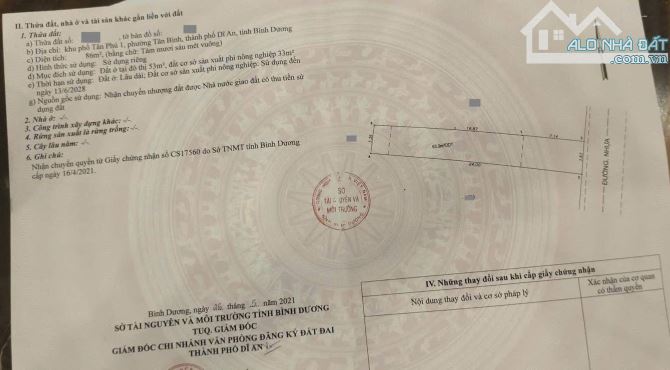 II. Thửa đất, nhà ở và tài sản khác gắn liền với đất
1. Thửa đất:
a) Thửa đất số: , tờ bản đồ số:
b) Địa chỉ: khu phố Tân Phú 1, phường Tân Bình, thành phố Dĩ An, tỉnh Bình Dương
c) Diện tích: 86m², (bằng chữ: Tám mươi sáu mét vuông)
d) Hình thức sử dụng: Sử dụng riêng
đ) Mục đích sử dụng: Đất ở tại đô thị 53m², đất cơ sở sản xuất phi nông nghiệp 33m².
e) Thời hạn sử dụng: Đất ở: Lâu dài; Đất cơ sở sản xuất phi nông nghiệp: Sử dụng đến
ngày 13/6/2028
g) Nguồn gốc sử dụng: Nhận chuyển nhượng đất được Nhà nước giao đất có thu tiền sử
dụng đất
2. Nhà ở: -/-
3. Công trình xây dựng khác: -/-
4. Rừng sản xuất là rừng trồng: -/-
5. Cây lâu năm: -/-
6. Ghi chú:
Nhận chuyển quyền từ Giấy chứng nhận số CS17560 do Sở TNMT tỉnh Bình Dương
cấp ngày 16/4/2021.
ALO NHÀ ĐẤT
ĐƯỜNG NHỰA
SỞ
TÀI NGUYÊN VÀ
MÔI TRƯỜNG
Bình Dương, ngày tháng 5 năm 2021
SỞ TÀI NGUYÊN VÀ MÔI TRƯỜNG TỈNH BÌNH DƯƠNG
TUQ. GIÁM ĐỐC
GIÁM ĐỐC CHI NHÁNH VĂN PHÒNG ĐĂNG KÝ ĐẤT ĐAI
THÀNH PHỐ DĨ AN
IV. Những thay đổi sau khi cấp giấy chứng nhận
Nội dung thay đổi và cơ sở pháp lý
Xác nhận của cơ quan
có thẩm quyền